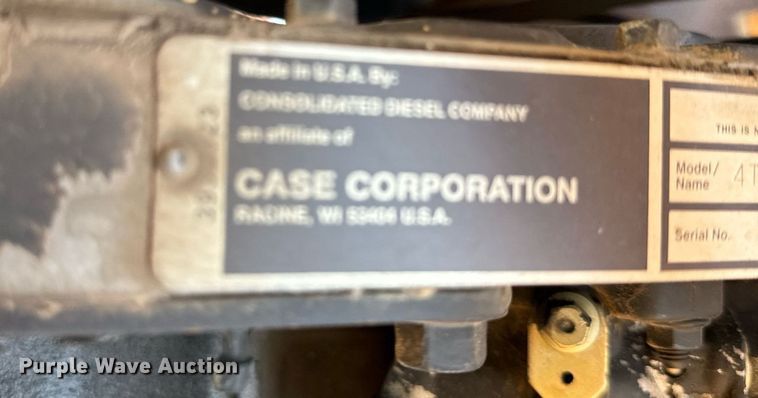 Made in U.S.A. By:
CONSOLIDATED DIESEL COMPANY
an affiliate of
CASE CORPORATION
RACINE, WI 53404 U.S.A.
THIS IS
Model/
Name 4T
Serial No.
Purple Wave Auction